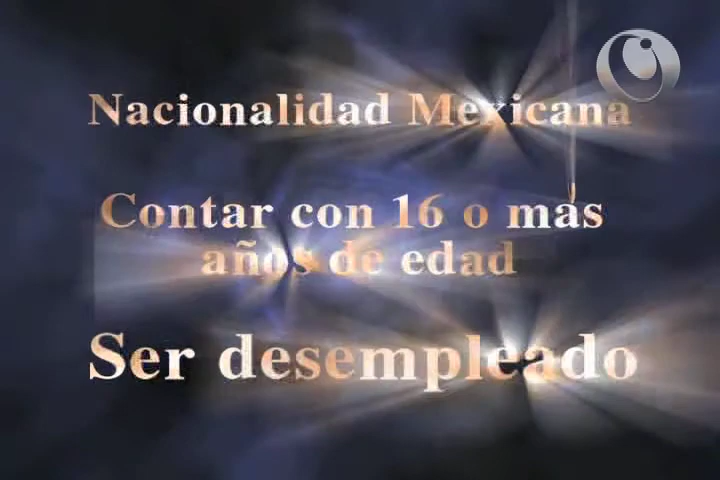 Nacionalidad Mexicana
Contar con 16 o más
años de edad
Ser desempleado